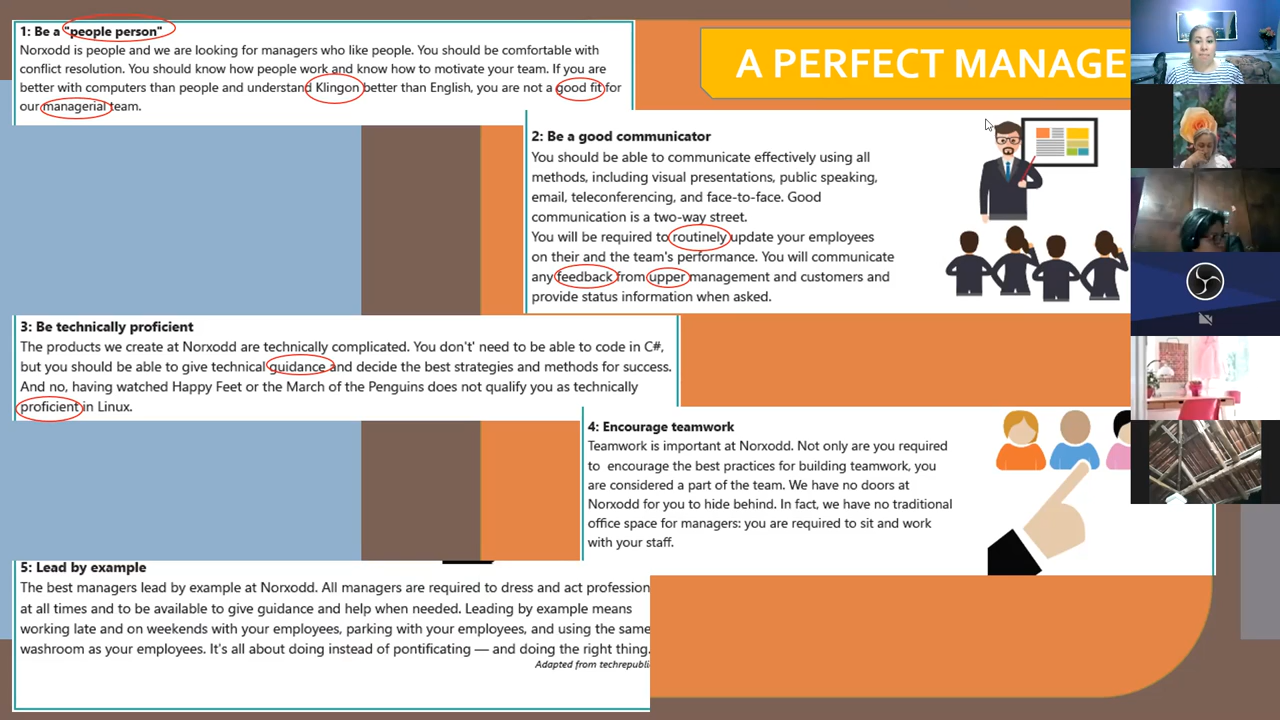 1: Be a "people person"
Norxodd is people and we are looking for managers who like people. You should be comfortable with
conflict resolution. You should know how people work and know how to motivate your team. If you are
better with computers than people and understand Klingon better than English, you are not a good fit for
our managerial team.
A PERFECT MANAGE
2: Be a good communicator
You should be able to communicate effectively using all
methods, including visual presentations, public speaking,
email, teleconferencing, and face-to-face. Good
communication is a two-way street.
You will be required to routinely update your employees
on their and the team's performance. You will communicate
any feedback from upper management and customers and
provide status information when asked.
3: Be technically proficient
The products we create at Norxodd are technically complicated. You don't' need to be able to code in C#,
but you should be able to give technical guidance and decide the best strategies and methods for success.
And no, having watched Happy Feet or the March of the Penguins does not qualify you as technically
proficient in Linux.
4: Encourage teamwork
Teamwork is important at Norxodd. Not only are you required
to encourage the best practices for building teamwork, you
are considered a part of the team. We have no doors at
Norxodd for you to hide behind. In fact, we have no traditional
office space for managers: you are required to sit and work
with your staff.
5: Lead by example
The best managers lead by example at Norxodd. All managers are required to dress and act profession
at all times and to be available to give guidance and help when needed. Leading by example means
working late and on weekends with your employees, parking with your employees, and using the same
washroom as your employees. It's all about doing instead of pontificating — and doing the right thing.
Adapted from techrepubli